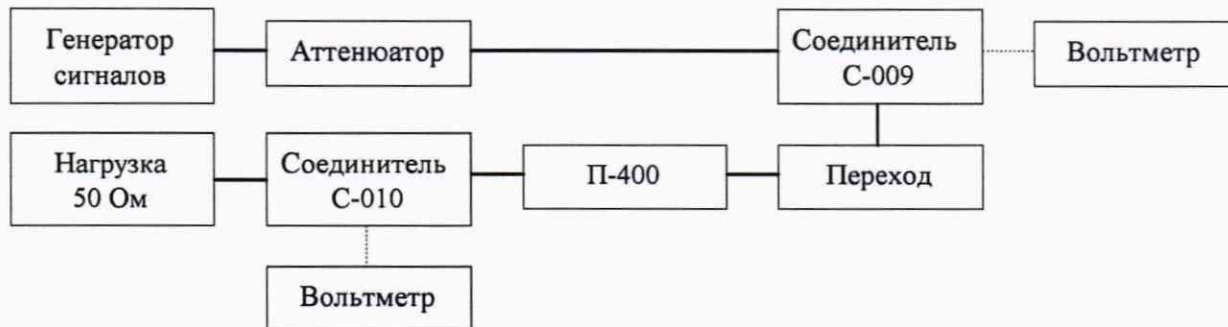 Генератор
сигналов
Аттенюатор
Соединитель
С-009
Вольтметр
Нагрузка
50 Ом
Соединитель
С-010
П-400
Переход
Вольтметр